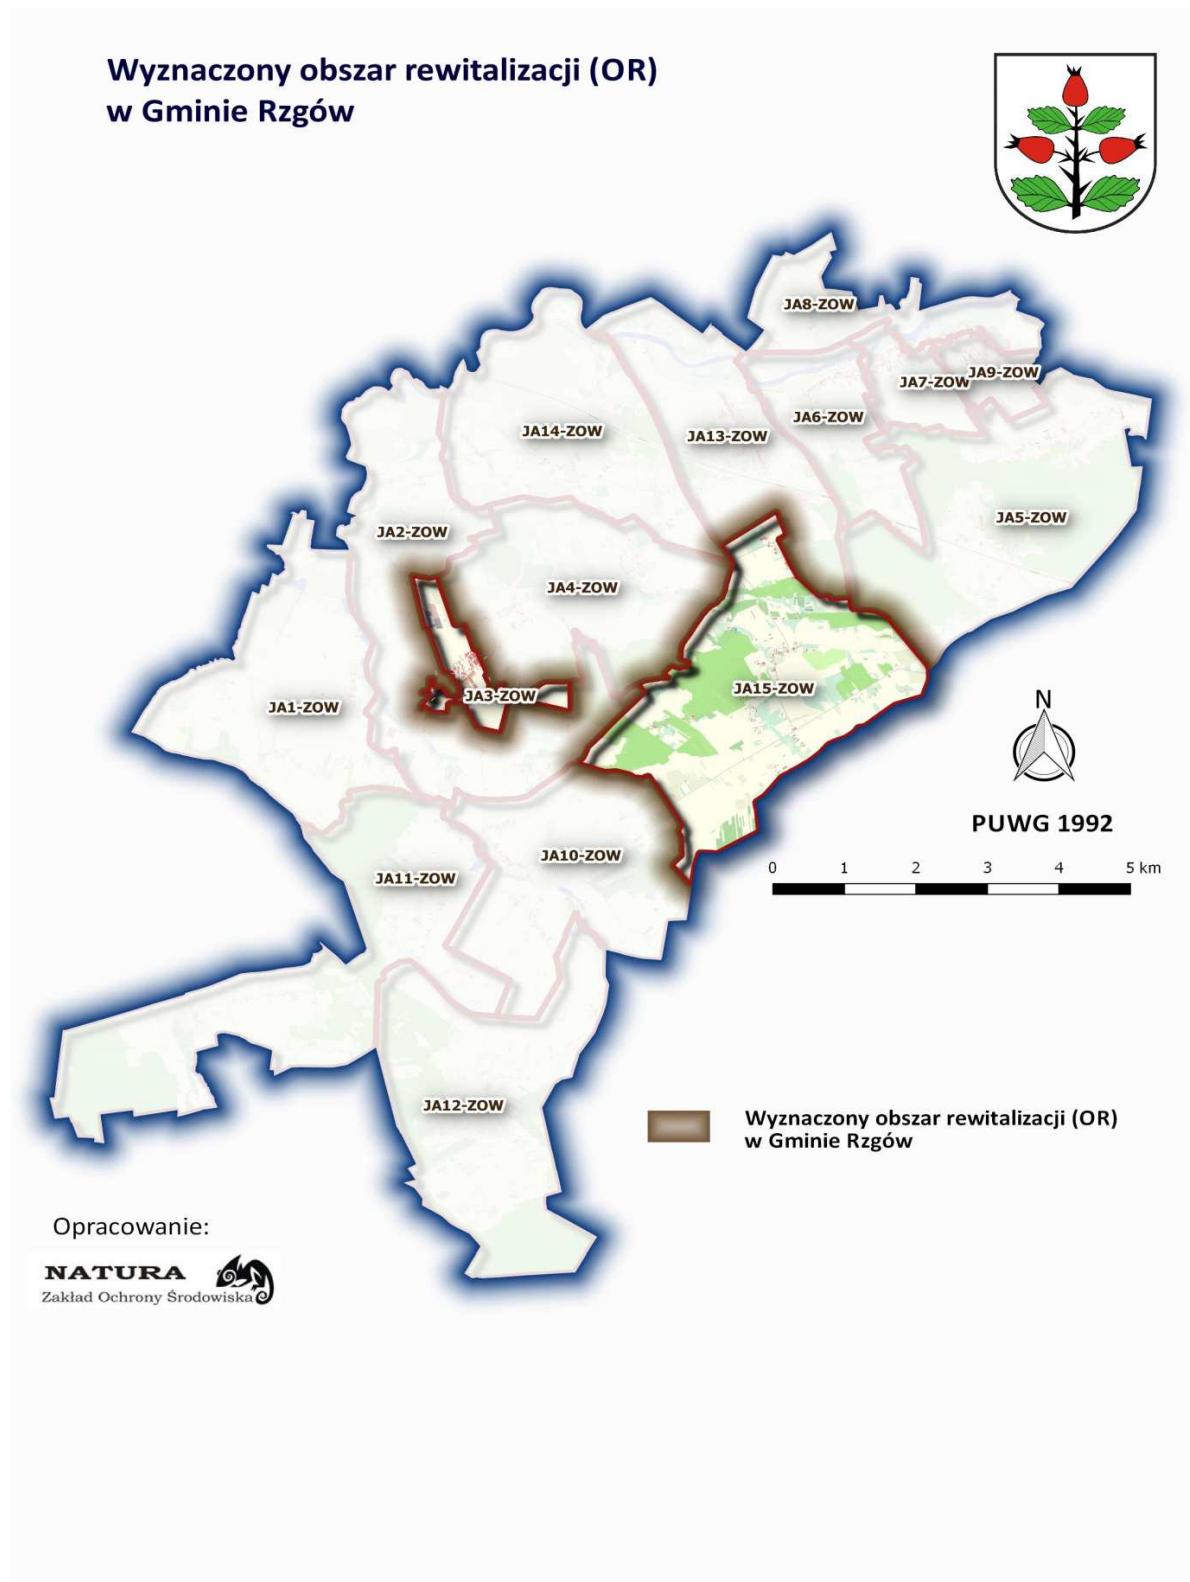 Wyznaczony obszar rewitalizacji (OR)
w Gminie Rzgów
JA8-ZOW
JA9-ZOW
JA7-ZOW
JA6-ZOW
JA14-ZOW
JA13-ZOW
JA5-ZOW
JA2-ZOW
JA4-ZOW
JA15-ZOW
JA3-ZOW
JA1-ZOW
N
PUWG 1992
JA10-ZOW
0 1 2 3 4 5 km
JA11-ZOW
JA12-ZOW
Wyznaczony obszar rewitalizacji (OR)
w Gminie Rzgów
Opracowanie:
NATURA
Zakład Ochrony Środowiska